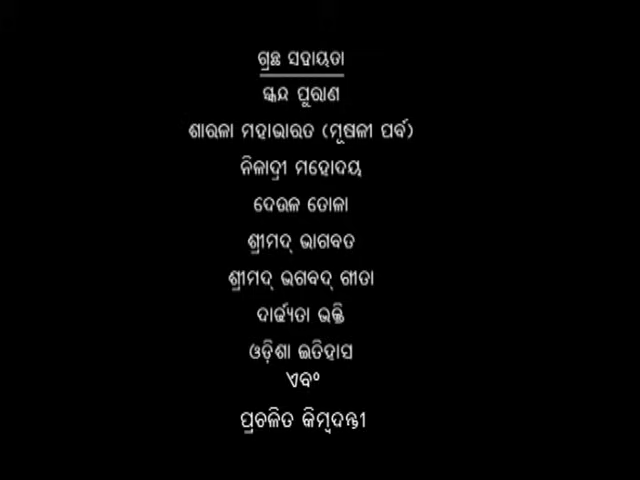 ଗ୍ରନ୍ଥ ସହାୟତା
ସ୍କନ୍ଦ ପୁରାଣ
ଶାରଳା ମହାଭାରତ (ମୂଷଳୀ ପର୍ବ)
ନିଳାଦ୍ରୀ ମହୋଦୟ
ଦେଉଳ ତୋଳା
ଶ୍ରୀମଦ୍ ଭାଗବତ
ଶ୍ରୀମଦ୍ ଭଗବଦ୍ ଗୀତା
ଦାର୍ଢ୍ୟତା ଭକ୍ତି
ଓଡ଼ିଶା ଇତିହାସ
ଏବଂ
ପ୍ରଚଳିତ କିମ୍ବଦନ୍ତୀ